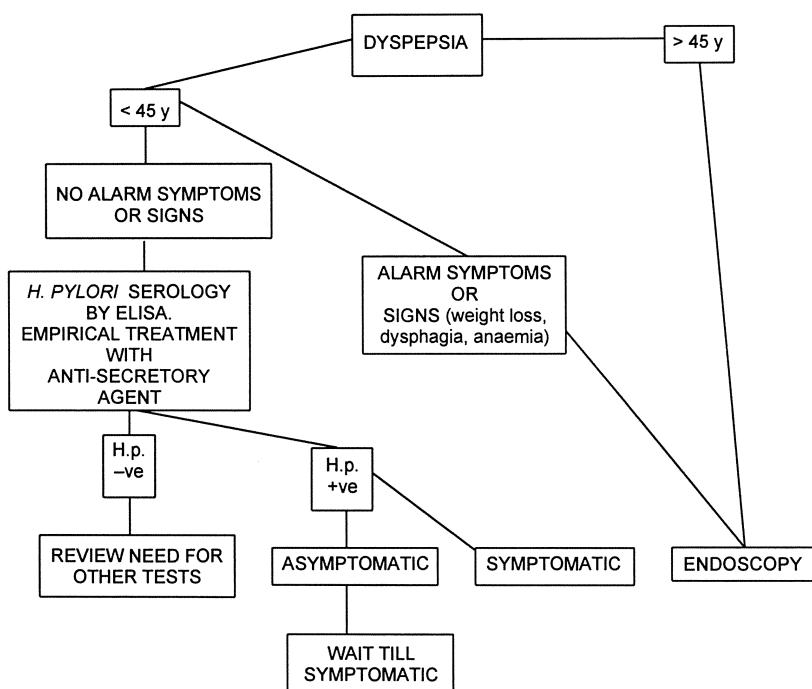 DYSPEPSIA
> 45 y
< 45 y
NO ALARM SYMPTOMS
OR SIGNS
ALARM SYMPTOMS
OR
SIGNS (weight loss,
dysphagia, anaemia)
H. PYLORI SEROLOGY
BY ELISA.
EMPIRICAL TREATMENT
WITH
ANTI-SECRETORY
AGENT
H.p.
–ve
H.p.
+ve
REVIEW NEED FOR
OTHER TESTS
ASYMPTOMATIC
SYMPTOMATIC
ENDOSCOPY
WAIT TILL
SYMPTOMATIC